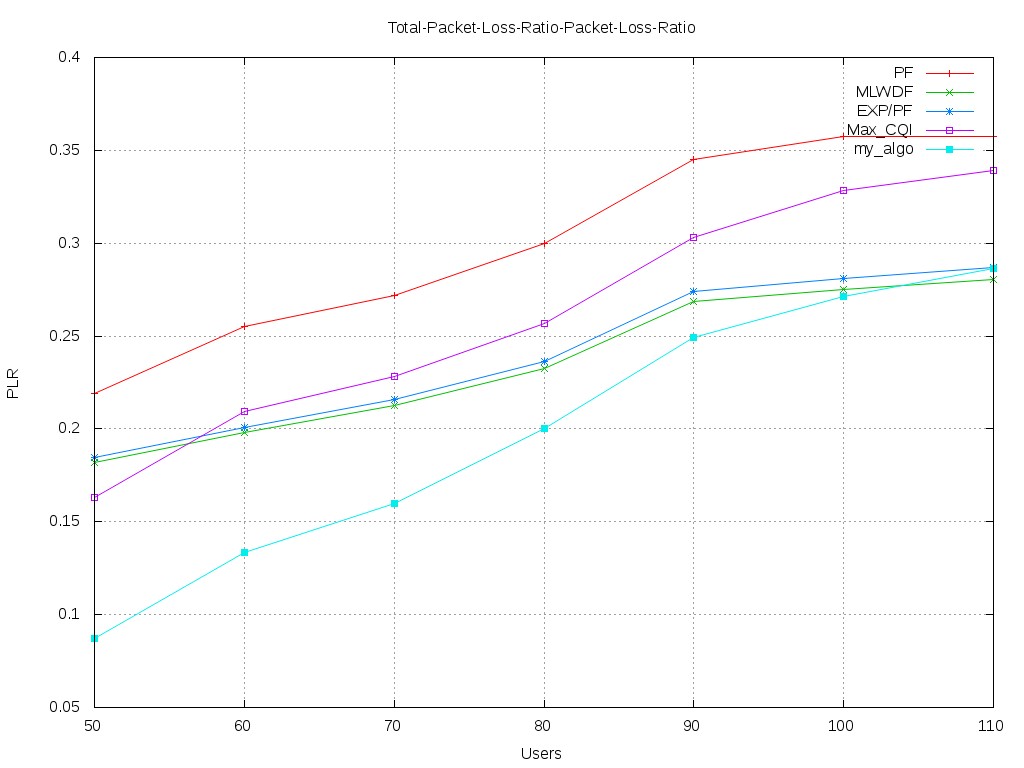 Total-Packet-Loss-Ratio-Packet-Loss-Ratio
0.4
PF
MLWDF
EXP/PF
Max_CQI
my_algo
0.35
0.3
0.25
PLR
0.2
0.15
0.1
0.05
50 60 70 80 90 100 110
Users